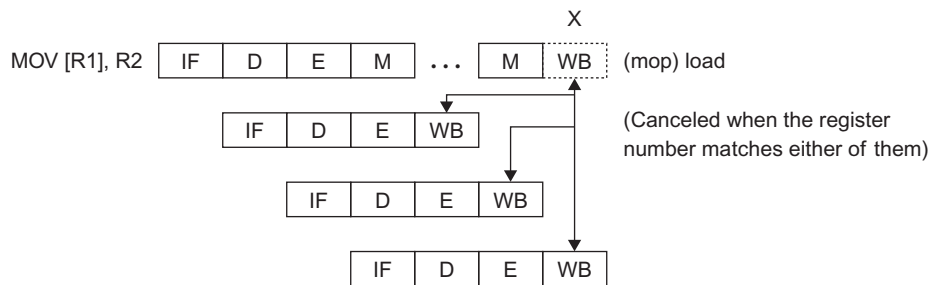 X
MOV [R1], R2 IF D E M ... M WB (mop) load
IF D E WB (Canceled when the register
number matches either of them)
IF D E WB
IF D E WB